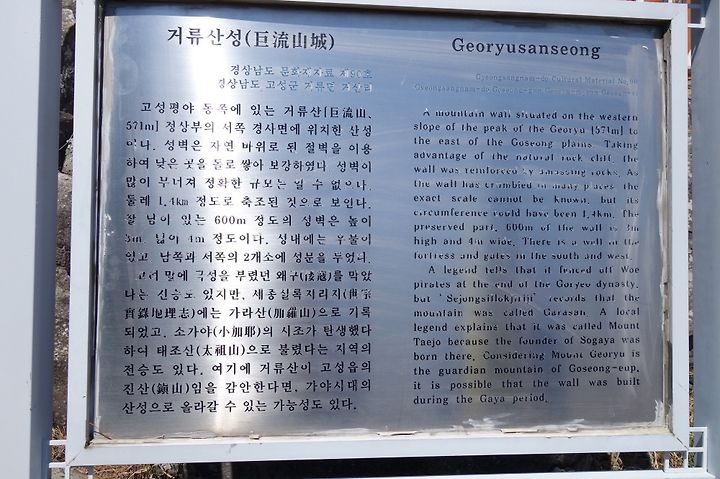 거류산성(巨流山城)
경상남도 문화재자료 제90호
경상남도 고성군 거류면 거산리
고성평야 동쪽에 있는 거류산[巨流山,
571m] 정상부의 서쪽 경사면에 위치한 산성
이다. 성벽은 자연 바위로 된 절벽을 이용
하여 낮은 곳을 돌로 쌓아 보강하였다. 성벽이
많이 무너져 정확한 규모는 알 수 없으나,
둘레 1.4km 정도로 축조된 것으로 보인다.
잘 남이 있는 600m 정도의 성벽은 높이
3m, 넓이 4m 정도이다. 성내에는 우물이
있고, 남쪽과 서쪽의 2개소에 성문을 두었다.
고려 말에 극성을 부렸던 왜구(倭寇)를 막았
다는 전승도 있지만, 세종실록지리지(世宗
實錄地理志)에는 가라산(加羅山)으로 기록
되었고, 소가야(小加耶)의 시조가 탄생했다
하여 태조산(太祖山)으로 불렸다는 지역의
전승도 있다. 여기에 거류산이 고성읍의
진산(鎭山)임을 감안한다면, 가야시대의
산성으로 올라갈 수 있는 가능성도 있다.
Georyusanseong
Gyeongsangnam-do Cultural Material No.90
Gyeongsangnam-do
A mountain wall situated on the western
slope of the peak of the Georyu [571m] to
the east of the Goseong plains. Taking
advantage of the natural rock cliff, the
wall was reinforced by amassing rocks. As
the wall has crumbled in many places, the
exact scale cannot be known, but its
circumference could have been 1.4km. The
preserved part, 600m of the wall is 3m
high and 4m wide. There is a well in the
fortress and gates in the south and west.
A legend tells that it fenced off Woe
pirates at the end of the Goryeo dynasty,
but 'Sejongsillokjiriji' records that the
mountain was called Garasan. A local
legend explains that it was called Mount
Taejo because the founder of Sogaya was
born there. Considering Mount Georyu is
the guardian mountain of Goseong-eup,
it is possible that the wall was built
during the Gaya period.